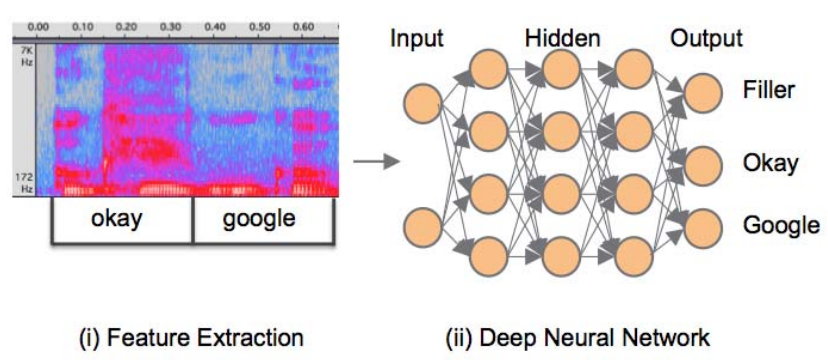 0.00 0.10 0.20 0.30 0.40 0.50 0.60
7K
Hz
172
Hz
okay google
Input Hidden Output
Filler
Okay
Google
(i) Feature Extraction (ii) Deep Neural Network